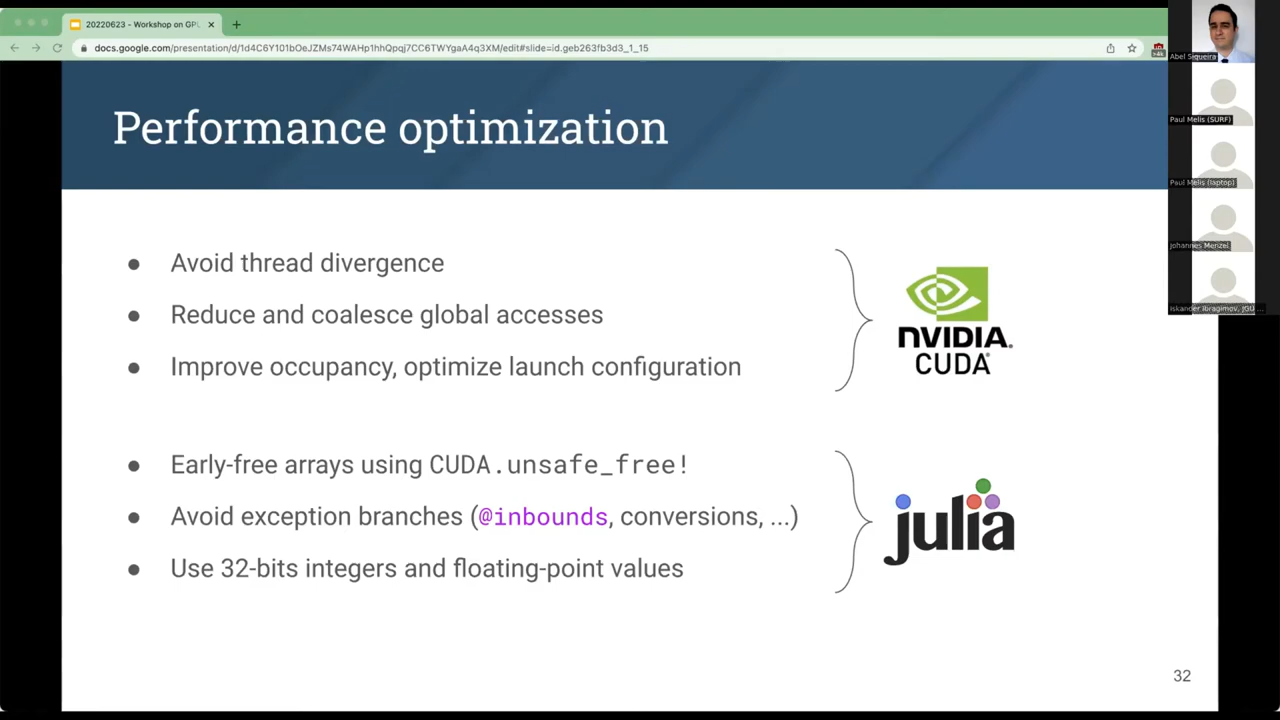 20220623 - Workshop on GPU
docs.google.com/presentation/d/1d4C6Y101bOeJZMs74WAHp1hhQpqj7CC6TWYgaA4q3XM/edit#slide=id.geb263fb3d3_1_15
Performance optimization
Abel Siqueira
Paul Melis (SURF)
Paul Melis (laptop)
Johannes Menzel
Iskander Ibragimov, JGU ...
● Avoid thread divergence
● Reduce and coalesce global accesses
● Improve occupancy, optimize launch configuration
NVIDIA.
CUDA®
● Early-free arrays using CUDA.unsafe_free!
● Avoid exception branches (@inbounds, conversions, ...)
● Use 32-bits integers and floating-point values
julia
32